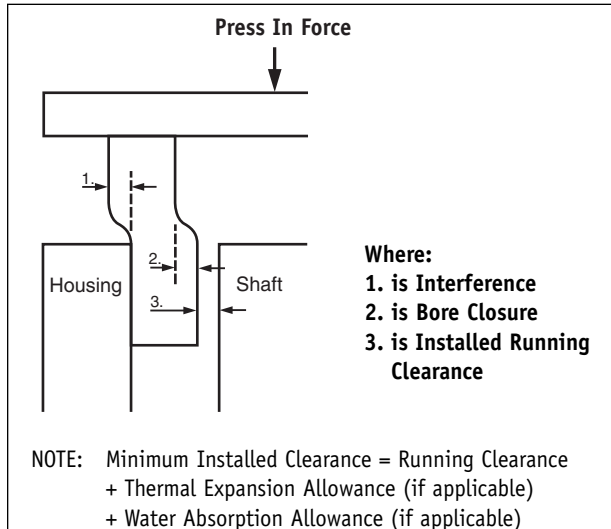 Press In Force
1.
2.
Housing
Shaft
3.
Where:
1. is Interference
2. is Bore Closure
3. is Installed Running
Clearance
NOTE: Minimum Installed Clearance = Running Clearance
+ Thermal Expansion Allowance (if applicable)
+ Water Absorption Allowance (if applicable)